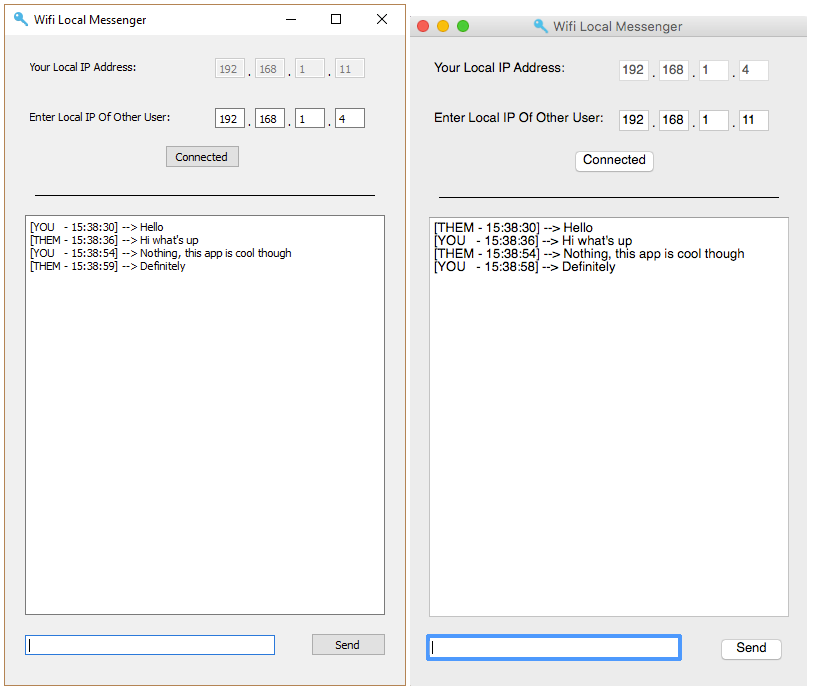 Wifi Local Messenger
Your Local IP Address: 192 . 168 . 1 . 11
Enter Local IP Of Other User: 192 . 168 . 1 . 4
Connected
[YOU   - 15:38:30] --> Hello
[THEM - 15:38:36] --> Hi what's up
[YOU   - 15:38:54] --> Nothing, this app is cool though
[THEM - 15:38:59] --> Definitely
Send
Wifi Local Messenger
Your Local IP Address: 192 . 168 . 1 . 4
Enter Local IP Of Other User: 192 . 168 . 1 . 11
Connected
[THEM - 15:38:30] --> Hello
[YOU   - 15:38:36] --> Hi what's up
[THEM - 15:38:54] --> Nothing, this app is cool though
[YOU   - 15:38:58] --> Definitely
Send